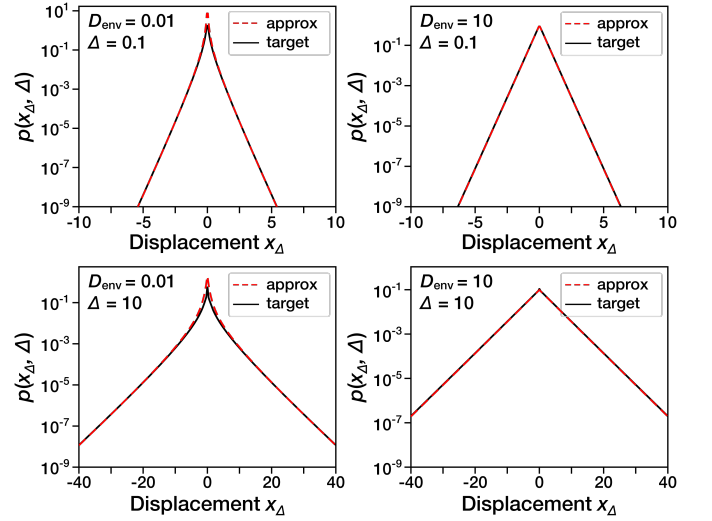 D_env = 0.01
Δ = 0.1
approx
target
10^1
10^-1
10^-3
10^-5
10^-7
10^-9
p(x_Δ, Δ)
-10 -5 0 5 10
Displacement x_Δ
D_env = 10
Δ = 0.1
approx
target
10^-1
10^-3
10^-5
10^-7
10^-9
p(x_Δ, Δ)
-10 -5 0 5 10
Displacement x_Δ
D_env = 0.01
Δ = 10
approx
target
10^-1
10^-3
10^-5
10^-7
10^-9
p(x_Δ, Δ)
-40 -20 0 20 40
Displacement x_Δ
D_env = 10
Δ = 10
approx
target
10^-1
10^-3
10^-5
10^-7
10^-9
p(x_Δ, Δ)
-40 -20 0 20 40
Displacement x_Δ